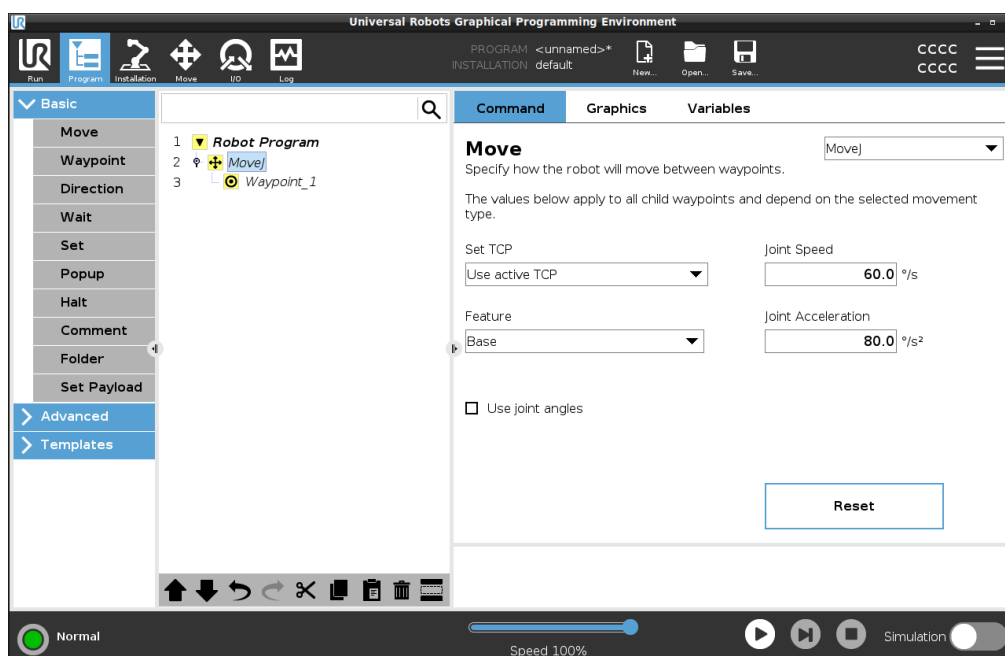 UR
Universal Robots Graphical Programming Environment
UR
Run
Program
Installation
Move
I/O
Log
PROGRAM <unnamed>*
INSTALLATION default
New...
Open...
Save...
CCCC
CCCC
Basic
Move
Waypoint
Direction
Wait
Set
Popup
Halt
Comment
Folder
Set Payload
Advanced
Templates
1 Robot Program
2 MoveJ
3 Waypoint_1
Command Graphics Variables
Move
MoveJ
Specify how the robot will move between waypoints.
The values below apply to all child waypoints and depend on the selected movement
type.
Set TCP
Joint Speed
Use active TCP
60.0 °/s
Feature
Joint Acceleration
Base
80.0 °/s²
Use joint angles
Reset
Normal
Speed 100%
Simulation